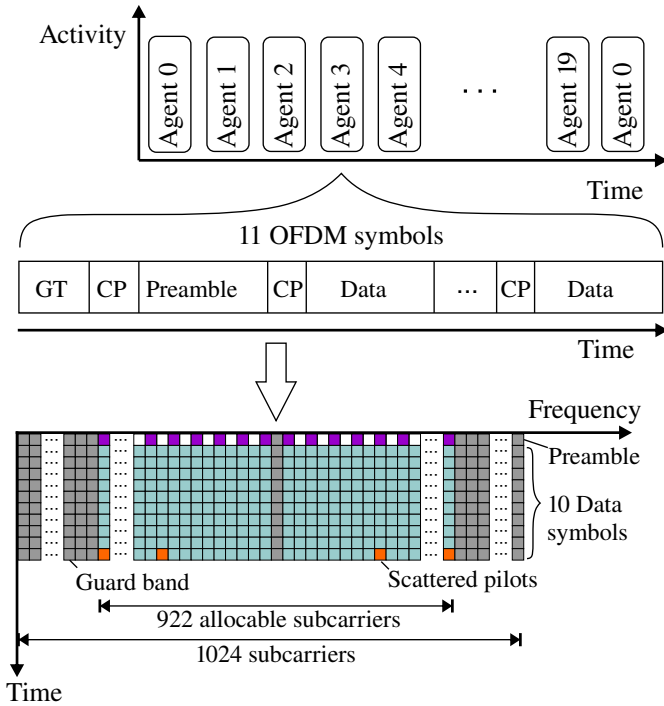 Activity
Agent 0
Agent 1
Agent 2
Agent 3
Agent 4
...
Agent 19
Agent 0
Time
11 OFDM symbols
GT CP Preamble CP Data ... CP Data
Time
Frequency
Preamble
10 Data
symbols
Guard band
Scattered pilots
922 allocable subcarriers
1024 subcarriers
Time